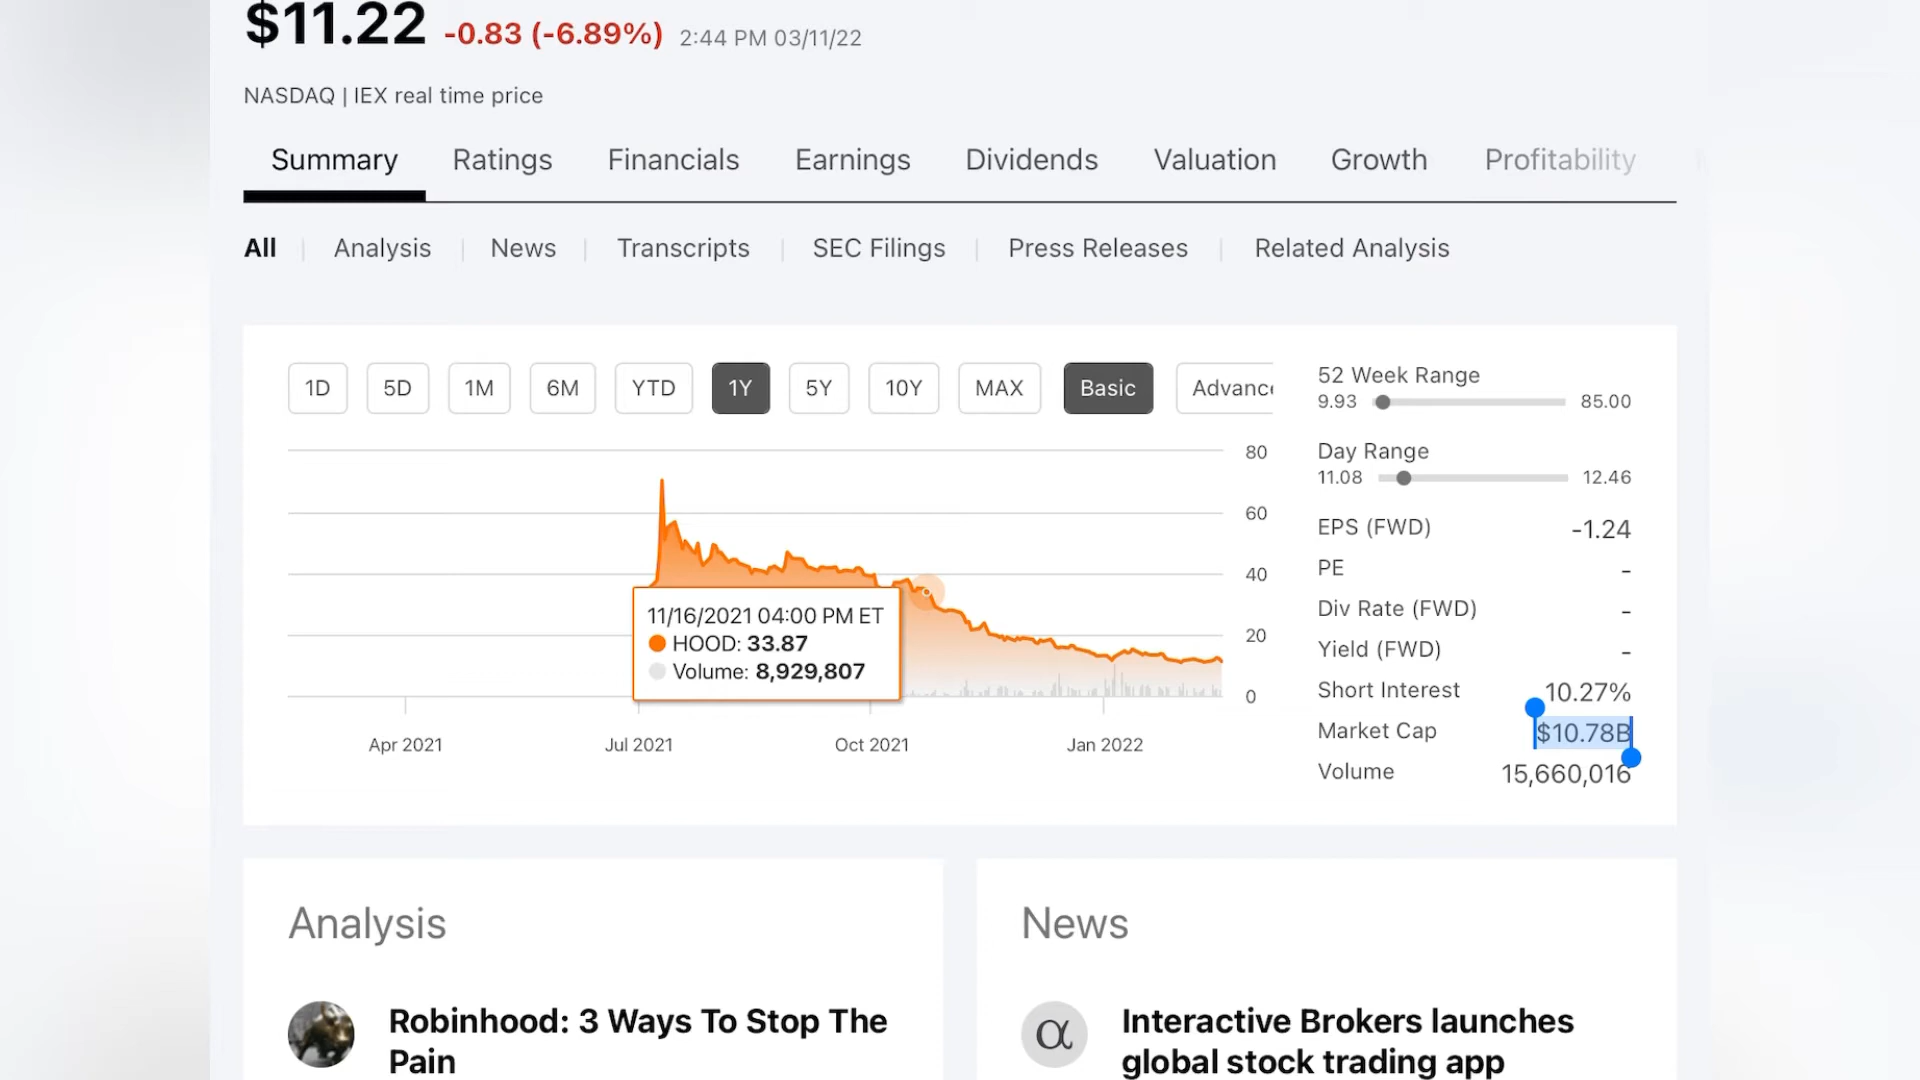 $11.22 -0.83 (-6.89%) 2:44 PM 03/11/22
NASDAQ | IEX real time price
Summary Ratings Financials Earnings Dividends Valuation Growth Profitability
All | Analysis | News | Transcripts | SEC Filings | Press Releases | Related Analysis
1D 5D 1M 6M YTD 1Y 5Y 10Y MAX Basic Advance
80
60
40
20
0
11/16/2021 04:00 PM ET
HOOD: 33.87
Volume: 8,929,807
Apr 2021 Jul 2021 Oct 2021 Jan 2022
52 Week Range
9.93 85.00
Day Range
11.08 12.46
EPS (FWD) -1.24
PE -
Div Rate (FWD) -
Yield (FWD) -
Short Interest 10.27%
Market Cap $10.78B
Volume 15,660,016
Analysis
Robinhood: 3 Ways To Stop The
Pain
News
α
Interactive Brokers launches
global stock trading app